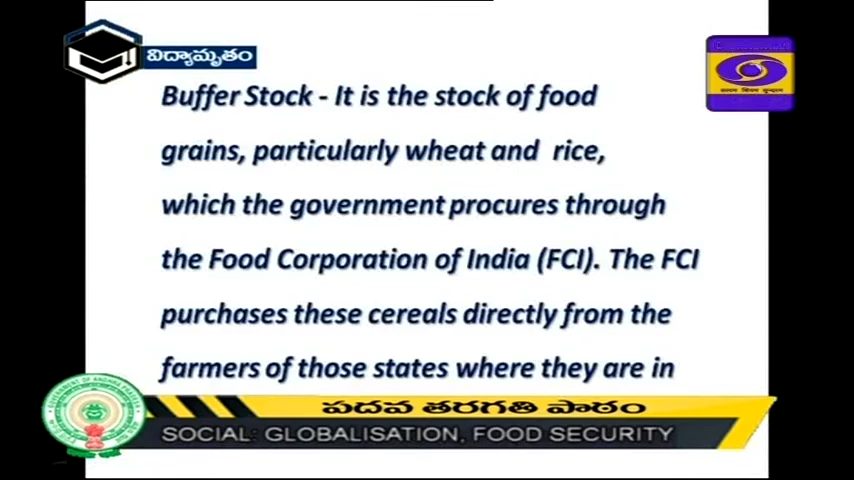 విద్యామృతం
Buffer Stock - It is the stock of food
grains, particularly wheat and rice,
which the government procures through
the Food Corporation of India (FCI). The FCI
purchases these cereals directly from the
farmers of those states where they are in
పదవ తరగతి పాఠం
SOCIAL: GLOBALISATION, FOOD SECURITY